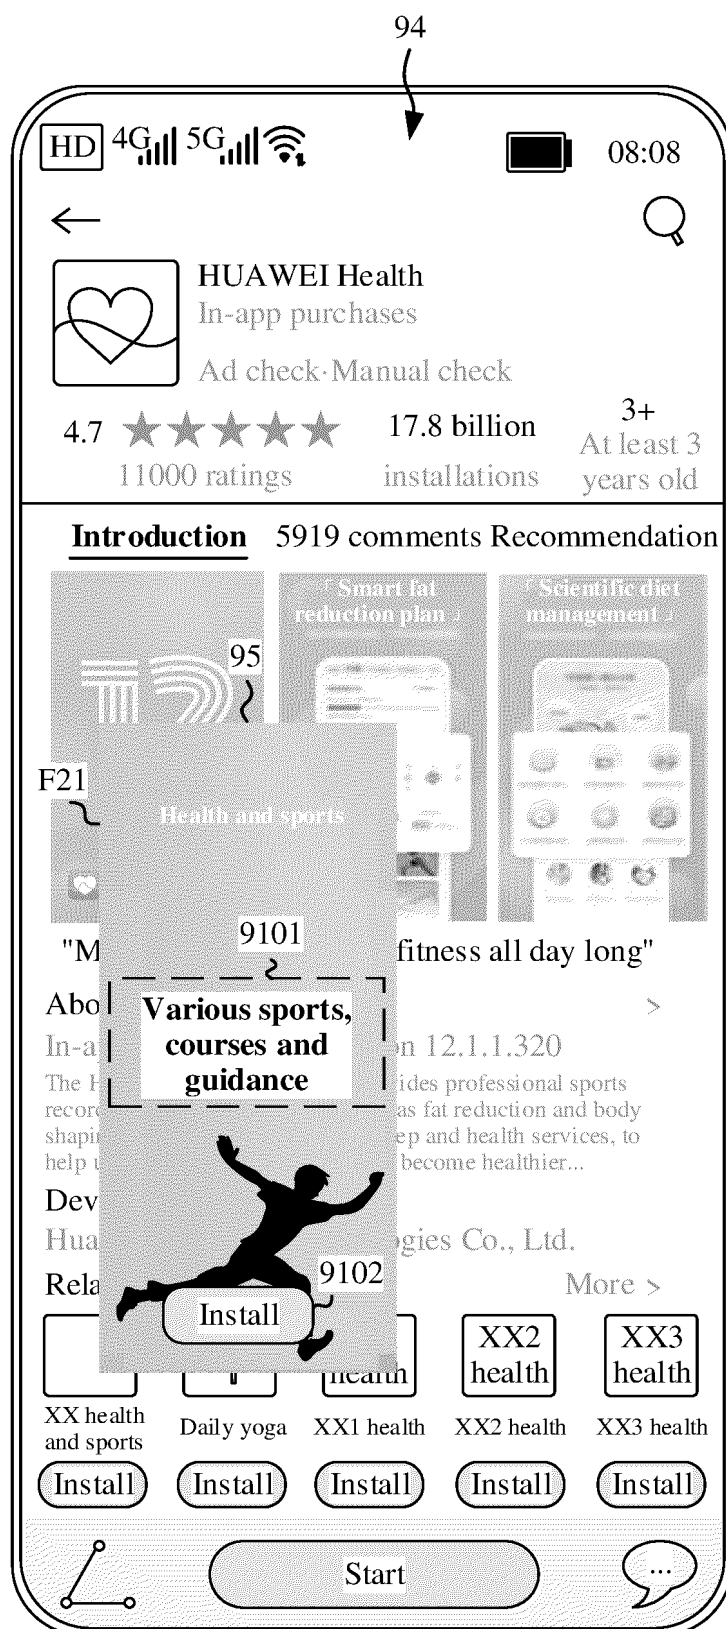 94
HD 4G 5G 08:08
HUAWEI Health
In-app purchases
Ad check·Manual check
4.7 17.8 billion 3+
11000 ratings installations At least 3
years old
Introduction 5919 comments Recommendation
「Smart fat
reduction plan」
「Scientific diet
management」
95
F21
Health and sports
9101
"M fitness all day long"
Various sports,
courses and
guidance
Abo >
In-a on 12.1.1.320
The H ides professional sports
recor as fat reduction and body
shapi ep and health services, to
help u become healthier...
Dev
Hua gies Co., Ltd.
9102
Install
Rela More >
health
XX2
health
XX3
health
XX health
and sports
Daily yoga XX1 health XX2 health XX3 health
Install Install Install Install Install
Start
...